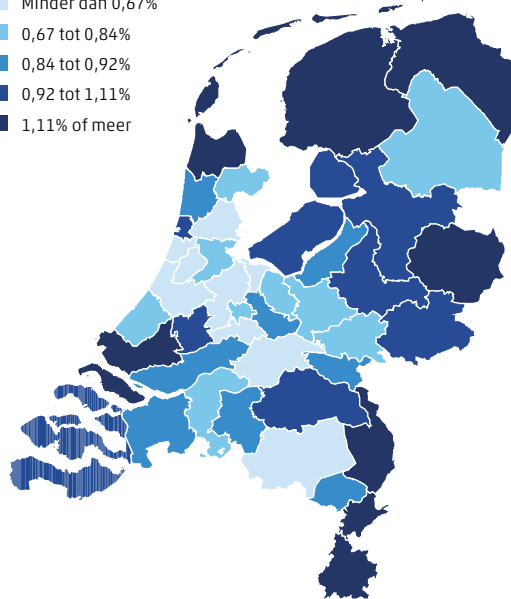 Minder dan 0,67%
0,67 tot 0,84%
0,84 tot 0,92%
0,92 tot 1,11%
1,11% of meer